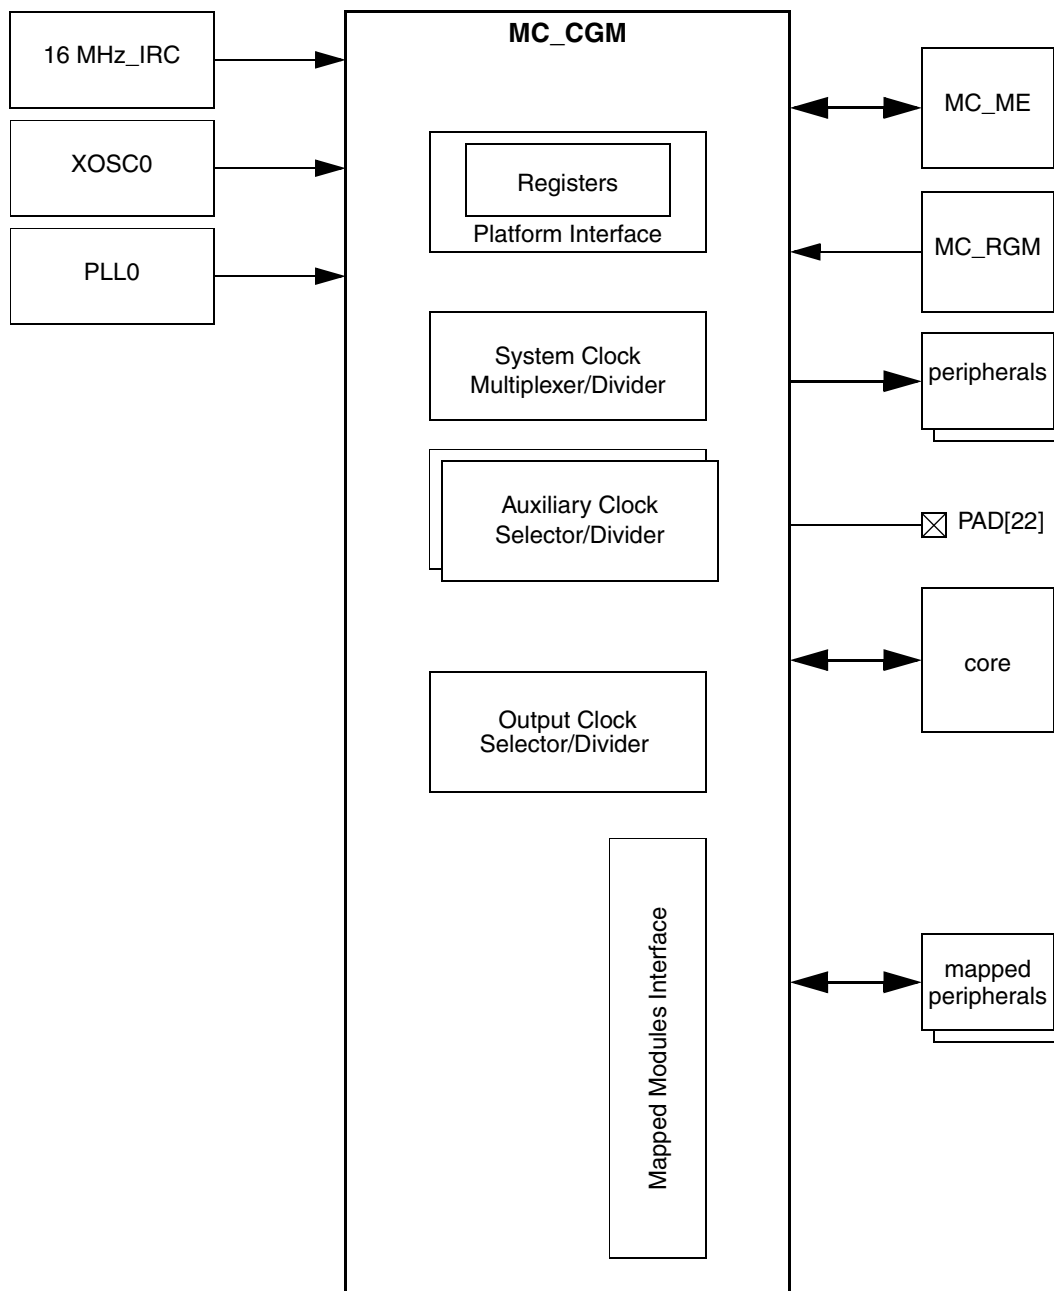 16 MHz_IRC
XOSC0
PLL0
MC_CGM
Registers
Platform Interface
System Clock
Multiplexer/Divider
Auxiliary Clock
Selector/Divider
Output Clock
Selector/Divider
Mapped Modules Interface
MC_ME
MC_RGM
peripherals
PAD[22]
core
mapped
peripherals